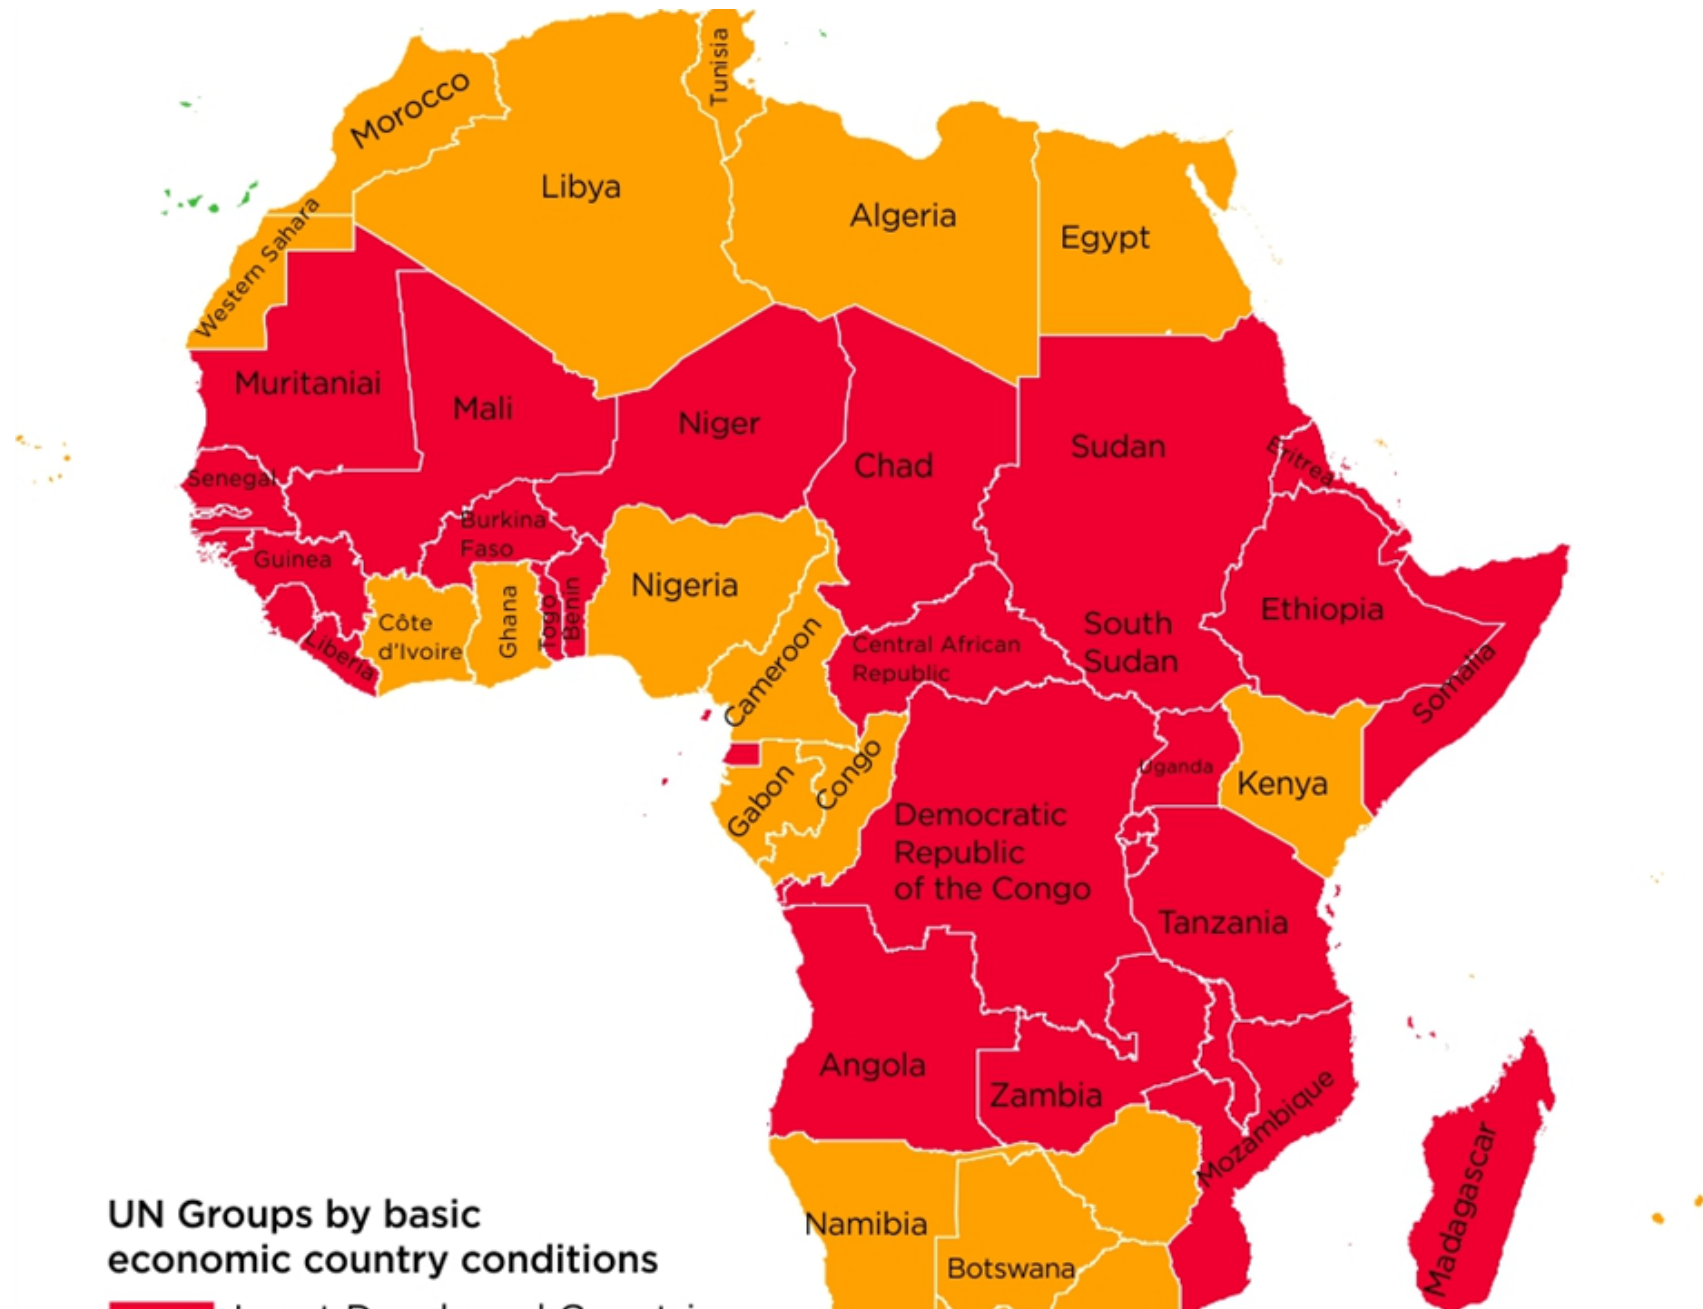 Tunisia
Morocco
Libya
Algeria
Egypt
Western Sahara
Muritaniai
Mali
Niger
Chad
Sudan
Eritrea
Senegal
Burkina
Faso
Guinea
Nigeria
Ghana
Togo
Benin
Côte
d'Ivoire
Liberia
Cameroon
Central African
Republic
South
Sudan
Ethiopia
Somalia
Uganda
Kenya
Gabon
Congo
Democratic
Republic
of the Congo
Tanzania
Angola
Zambia
Mozambique
Madagascar
Namibia
Botswana
UN Groups by basic
economic country conditions